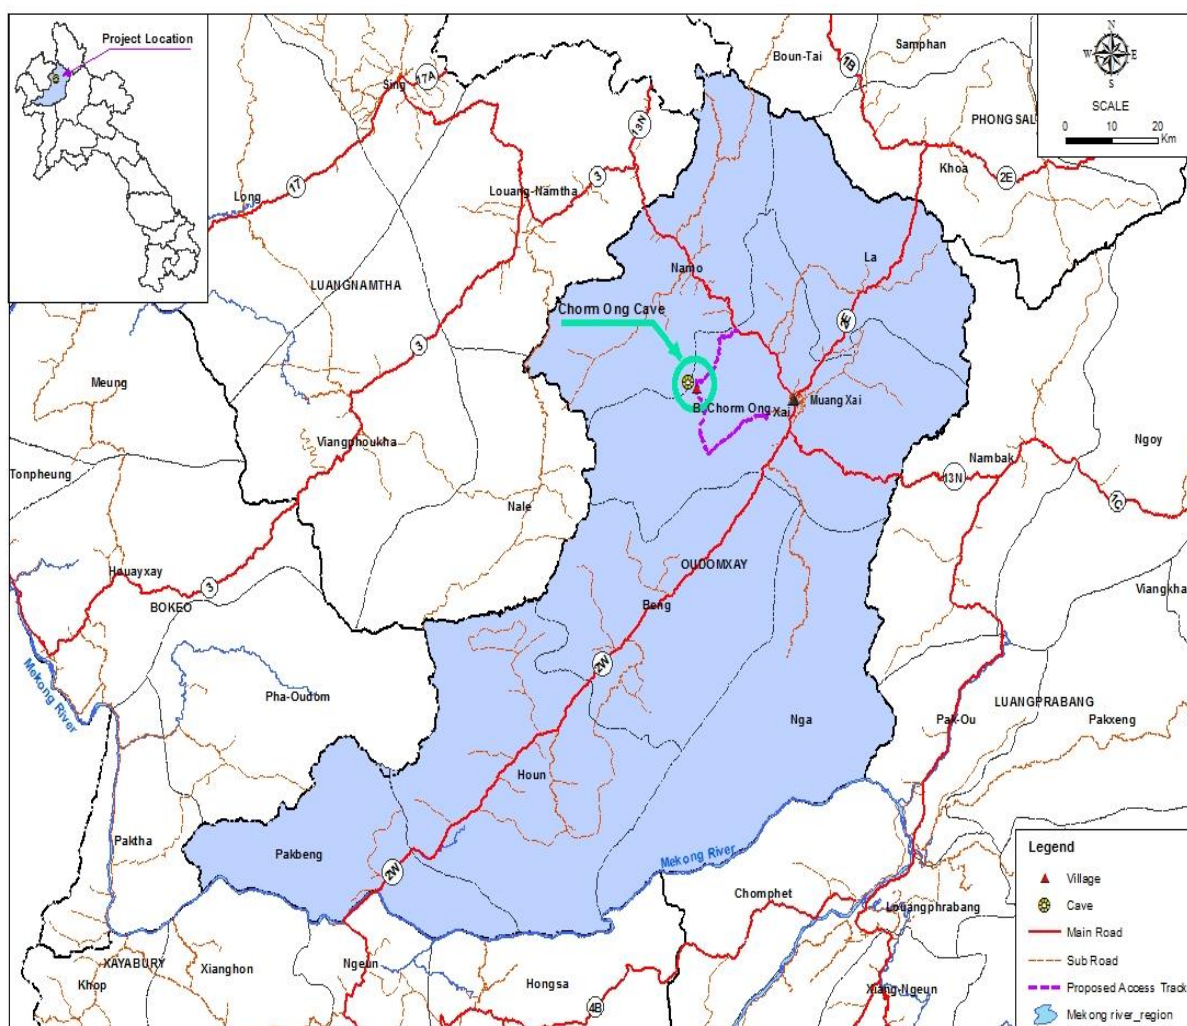 Project Location
17A
Sing
Boun-Tai
1B
Samphan
N
W
E
S
SCALE
0 10 20
Km
PHONGSAL
13N
Khoa
2E
3
17
Long
Louang-Namtha
La
Namo
LUANGNAMTHA
Chorm Ong Cave
2E
3
Meung
B.Chorm Ong
Xai
Muang Xai
Viangphoukha
Ngoy
Tonpheung
Nambak
13N
Nale
OUDOMXAY
Houayxay
3
BOKEO
Beng
Viangkha
2W
Mekong River
Pha-Oudom
Nga
LUANGPRABANG
Pak-Ou
Pakxeng
Houn
Paktha
Pakbeng
2W
Mekong River
Chomphet
Louangphrabang
XAYABURY
Xianghon
Ngeun
Khop
Hongsa
4B
Xiang-Ngeun
Legend
Village
Cave
Main Road
Sub Road
Proposed Access Track
Mekong river_region